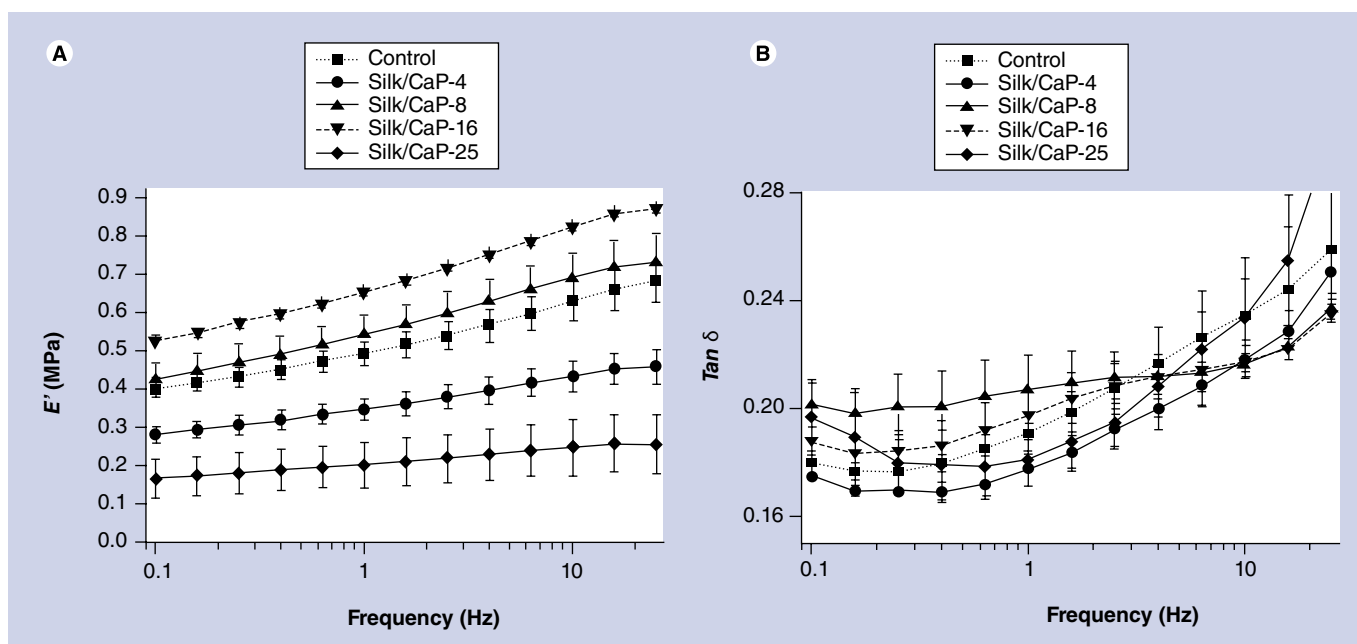 A
Control
Silk/CaP-4
Silk/CaP-8
Silk/CaP-16
Silk/CaP-25
0.9
0.8
0.7
0.6
0.5
0.4
0.3
0.2
0.1
0.0
E' (MPa)
0.1 1 10
Frequency (Hz)
B
Control
Silk/CaP-4
Silk/CaP-8
Silk/CaP-16
Silk/CaP-25
0.28
0.24
0.20
0.16
Tan δ
0.1 1 10
Frequency (Hz)